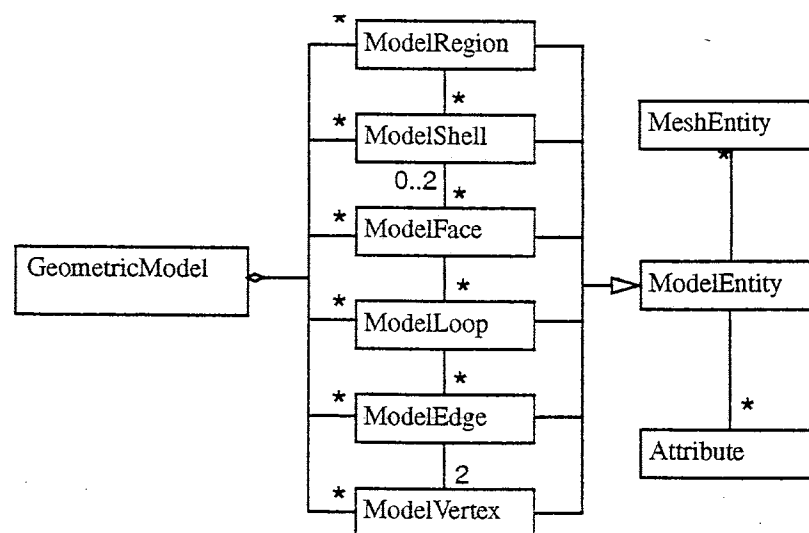 *
ModelRegion
*
* ModelShell MeshEntity
0..2 * *
* ModelFace
GeometricModel ModelEntity
*
* ModelLoop
*
* ModelEdge *
2 Attribute
* ModelVertex